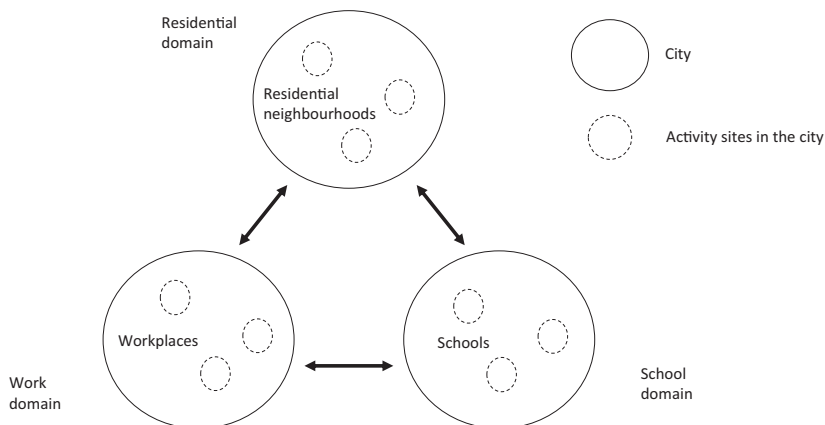 Residential
domain
City
Residential
neighbourhoods
Activity sites in the city
Workplaces
Schools
Work
domain
School
domain